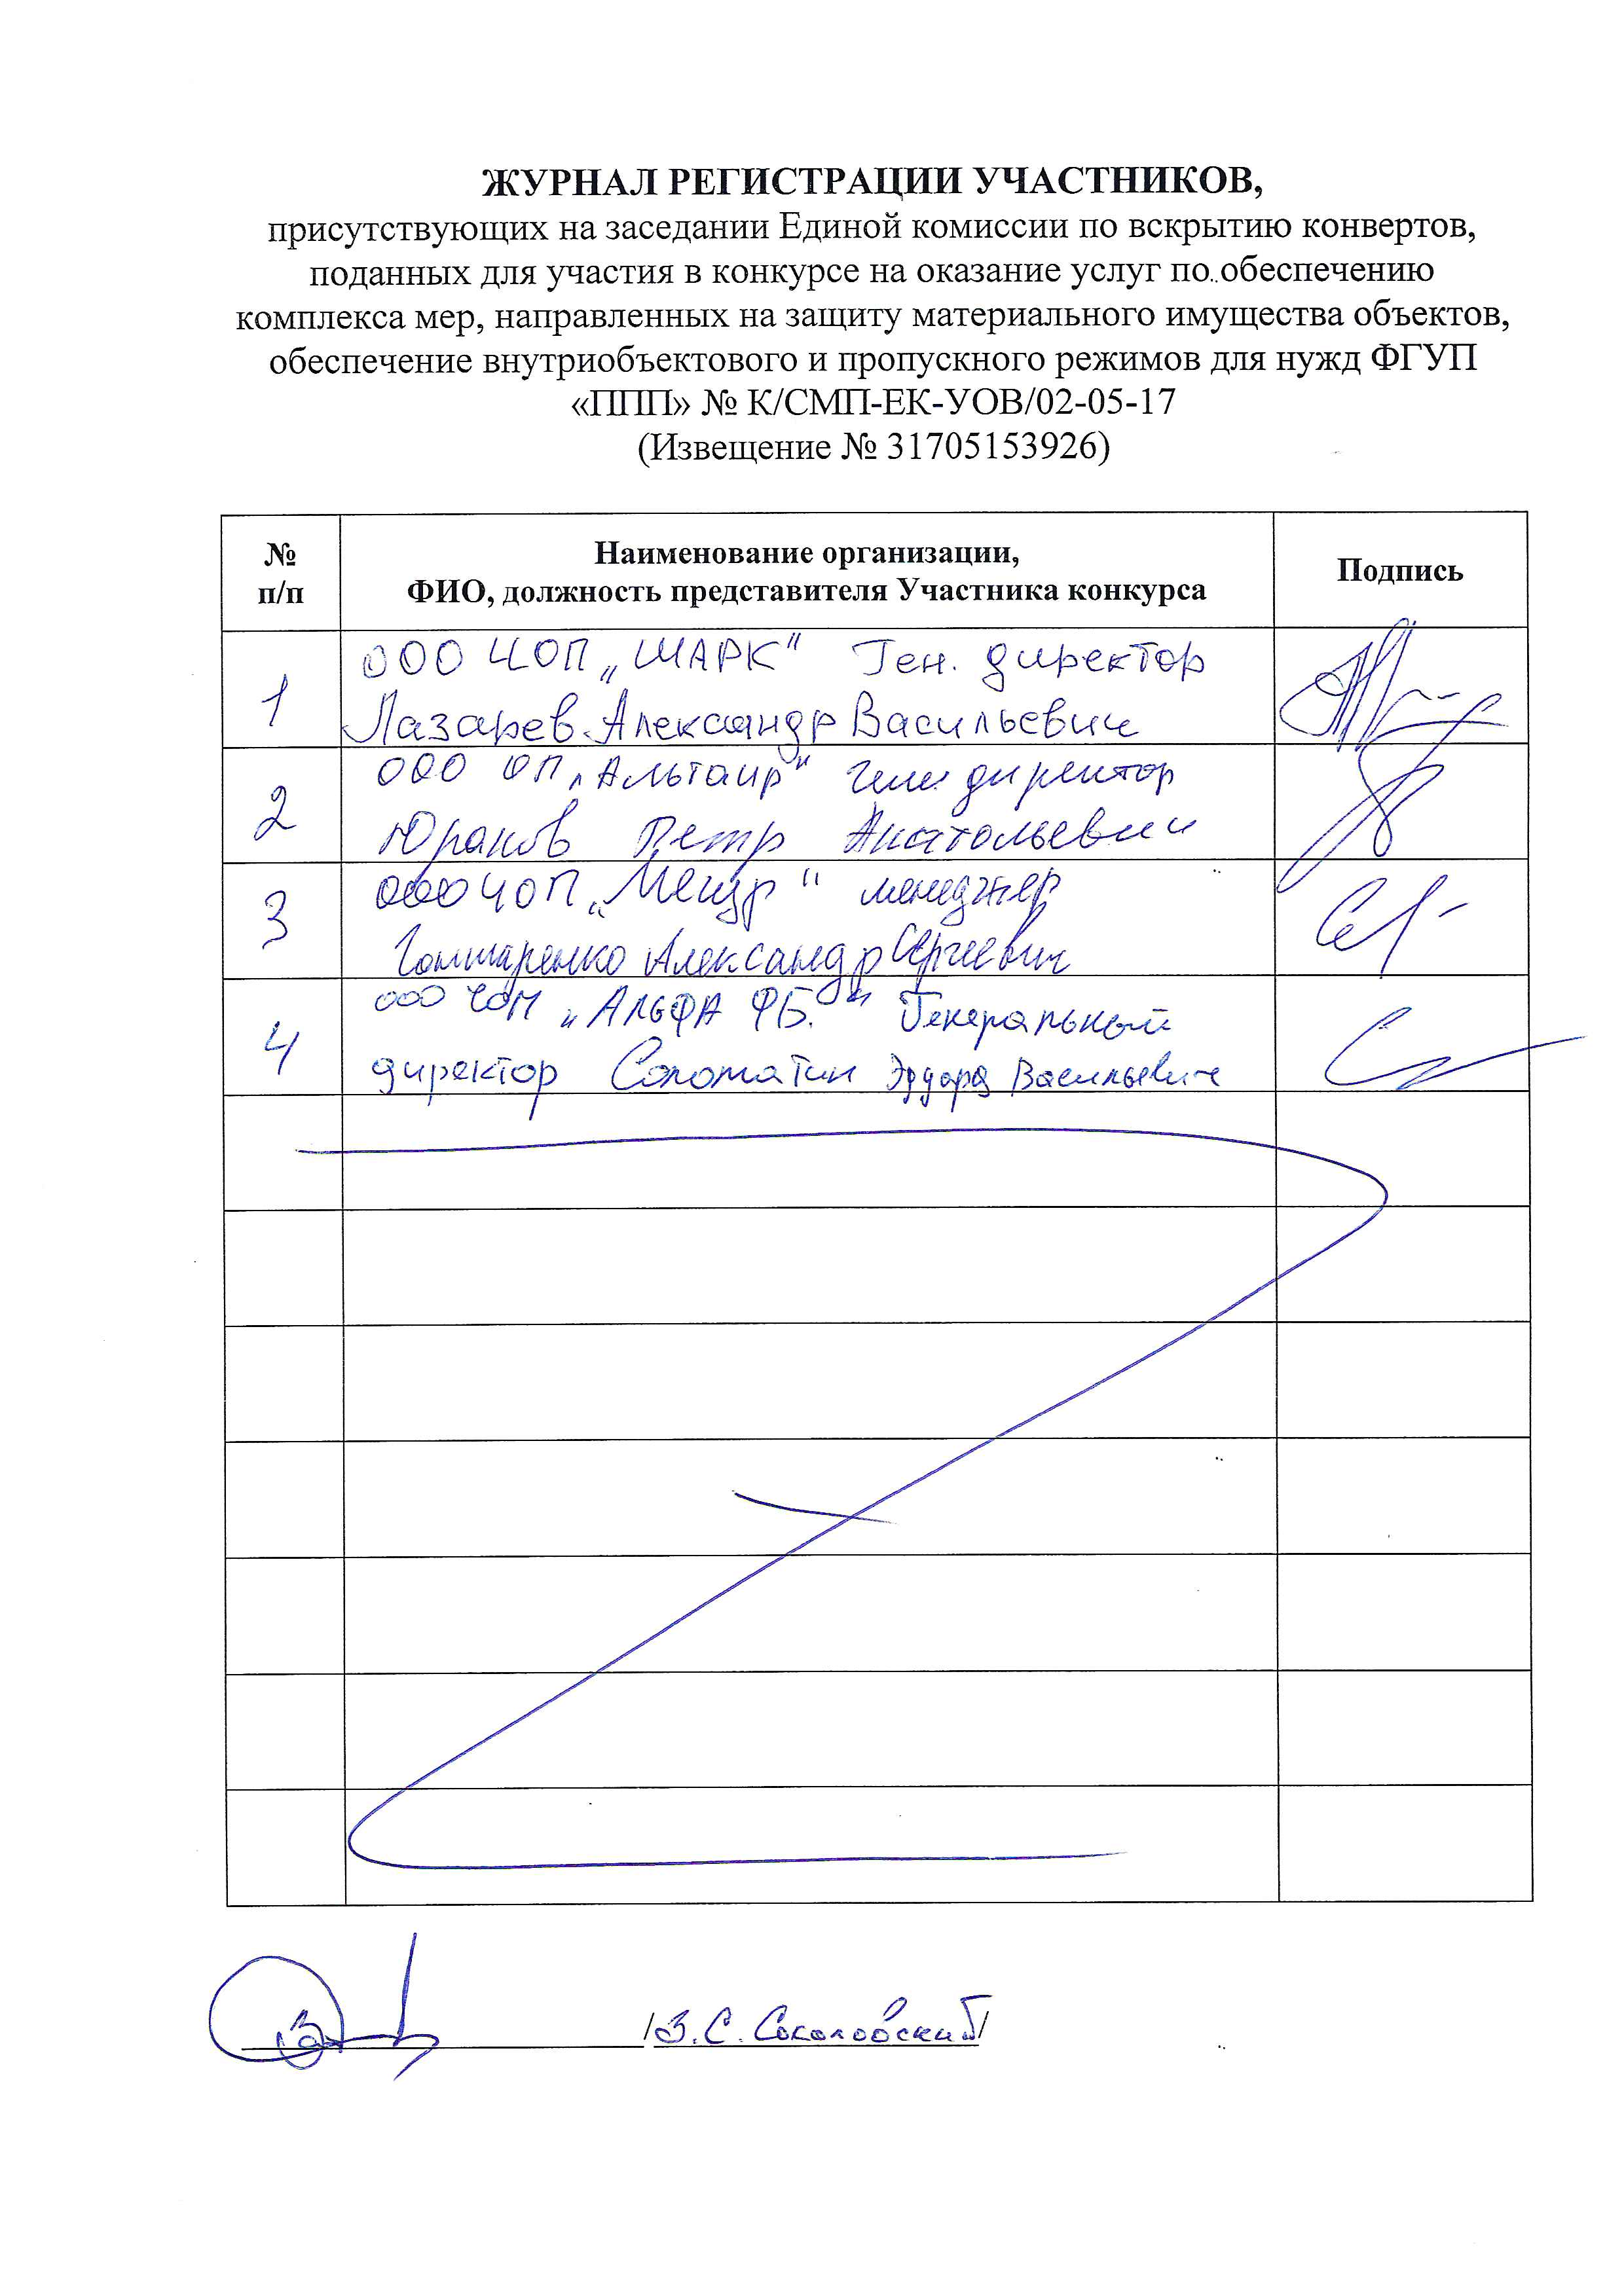 ЖУРНАЛ РЕГИСТРАЦИИ УЧАСТНИКОВ,
присутствующих на заседании Единой комиссии по вскрытию конвертов,
поданных для участия в конкурсе на оказание услуг по обеспечению
комплекса мер, направленных на защиту материального имущества объектов,
обеспечение внутриобъектового и пропускного режимов для нужд ФГУП
«ППП» № К/СМП-ЕК-УОВ/02-05-17
(Извещение № 31705153926)
№
п/п
Наименование организации,
ФИО, должность представителя Участника конкурса
Подпись
1
ООО ЧОП „ШАРК" Ген. директор
Лазарев Александр Васильевич
2
ООО ОП „Альтаир" директор
Петр Анатольевич
3
ООО ЧОП менеджер
Александр Сергеевич
4
ООО ЧОП „АЛЬФА ФБ." Генеральный
директор Соломатин Эдуард Васильевич
/З.С. Соколовский/